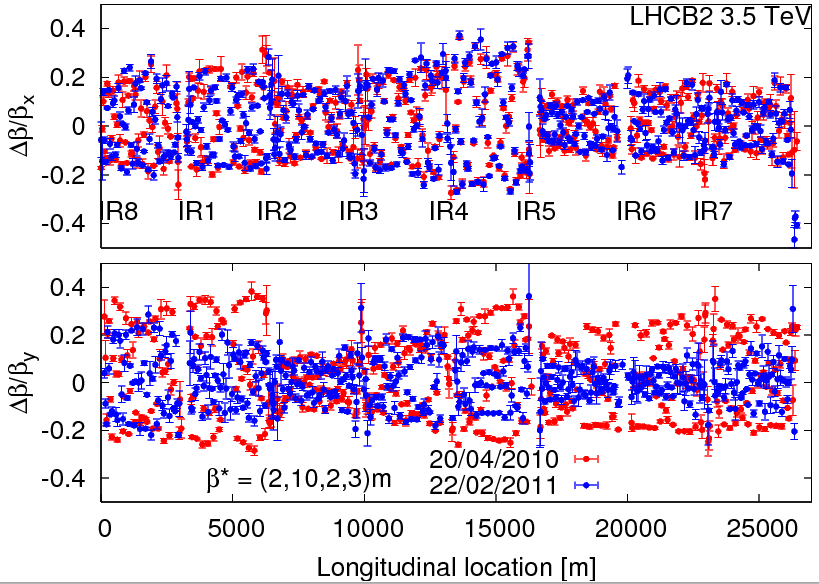 LHCB2 3.5 TeV
0.4
0.2
0
-0.2
-0.4
Δβ/βx
IR8 IR1 IR2 IR3 IR4 IR5 IR6 IR7
0.4
0.2
0
-0.2
-0.4
Δβ/βy
20/04/2010
22/02/2011
β* = (2,10,2,3)m
0 5000 10000 15000 20000 25000
Longitudinal location [m]